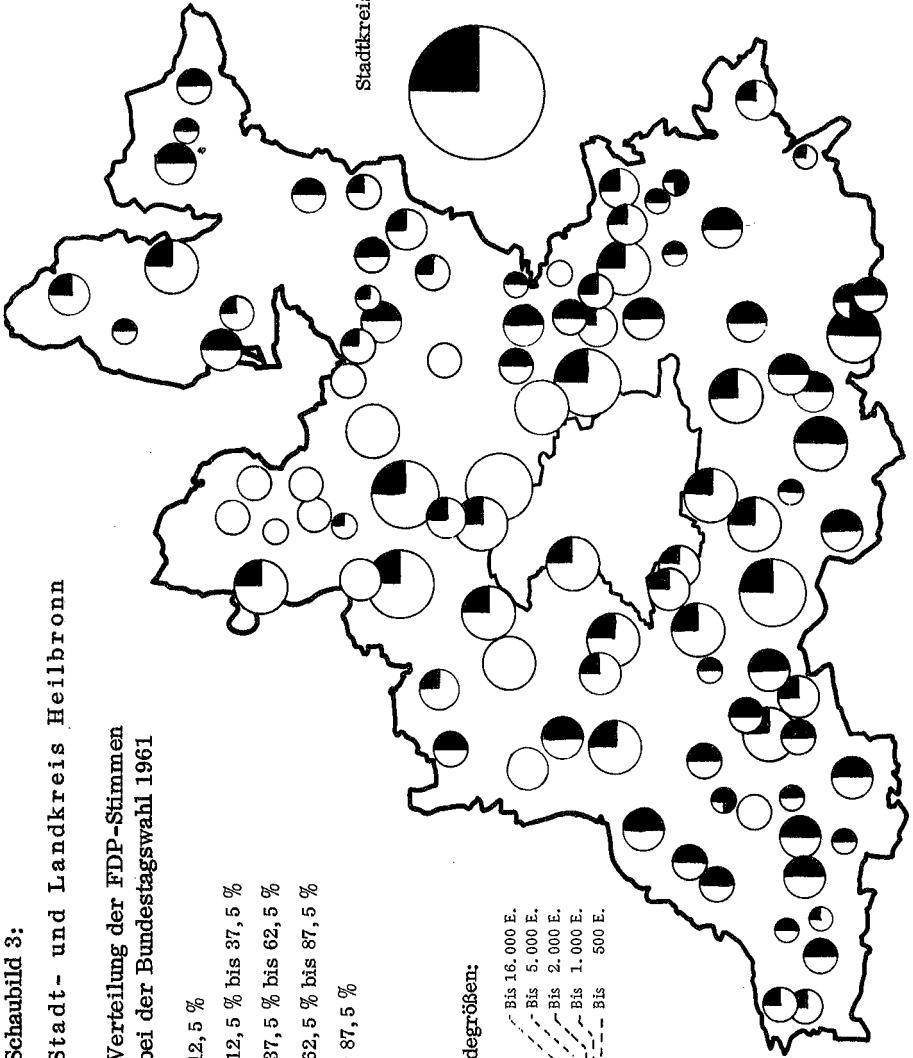 Schaubild 3:
Stadt- und Landkreis Heilbronn
Verteilung der FDP-Stimmen
bei der Bundestagswahl 1961
12,5 %
12,5 % bis 37,5 %
37,5 % bis 62,5 %
62,5 % bis 87,5 %
87,5 %
degrößen:
Bis 16.000 E.
Bis 5.000 E.
Bis 2.000 E.
Bis 1.000 E.
Bis 500 E.
Stadtkreis